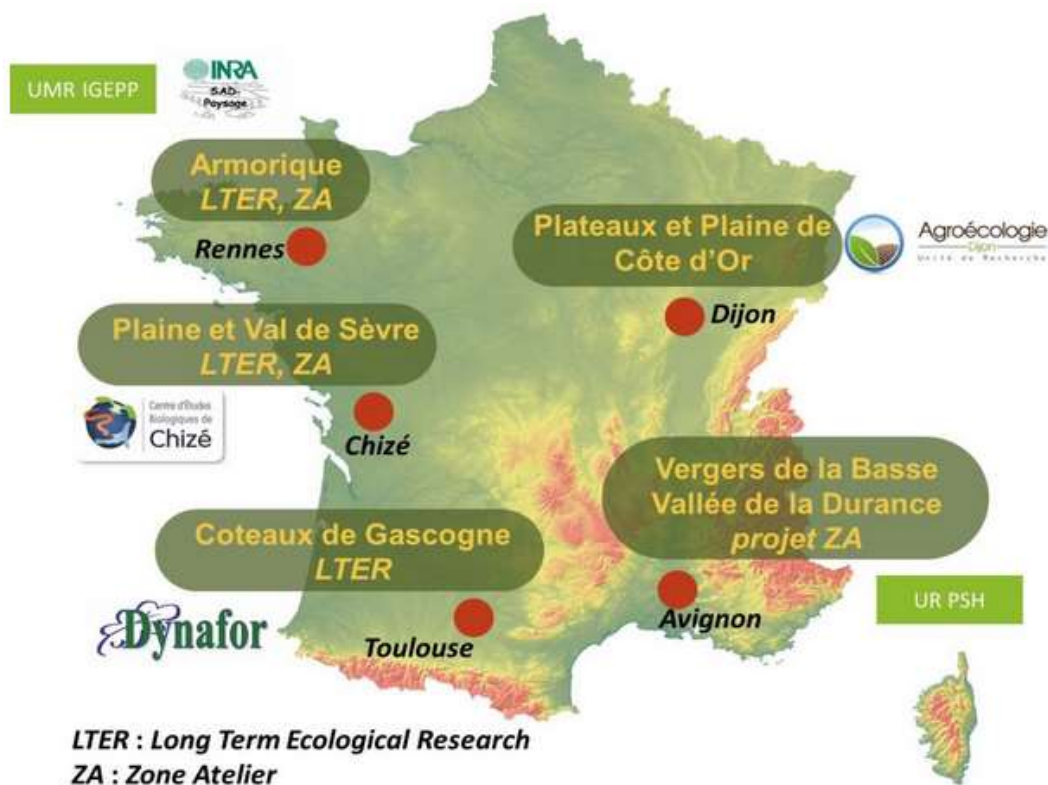 UMR IGEPP
INRA
SAD-
Paysage
Armorique
LTER, ZA
Rennes
Plateaux et Plaine de
Côte d'Or
Agroécologie
Dijon
Unité de Recherche
Dijon
Plaine et Val de Sèvre
LTER, ZA
Centre d'Études
Biologiques de
Chizé
Chizé
Vergers de la Basse
Vallée de la Durance
projet ZA
Coteaux de Gascogne
LTER
UR PSH
Dynafor
Toulouse
Avignon
LTER : Long Term Ecological Research
ZA : Zone Atelier